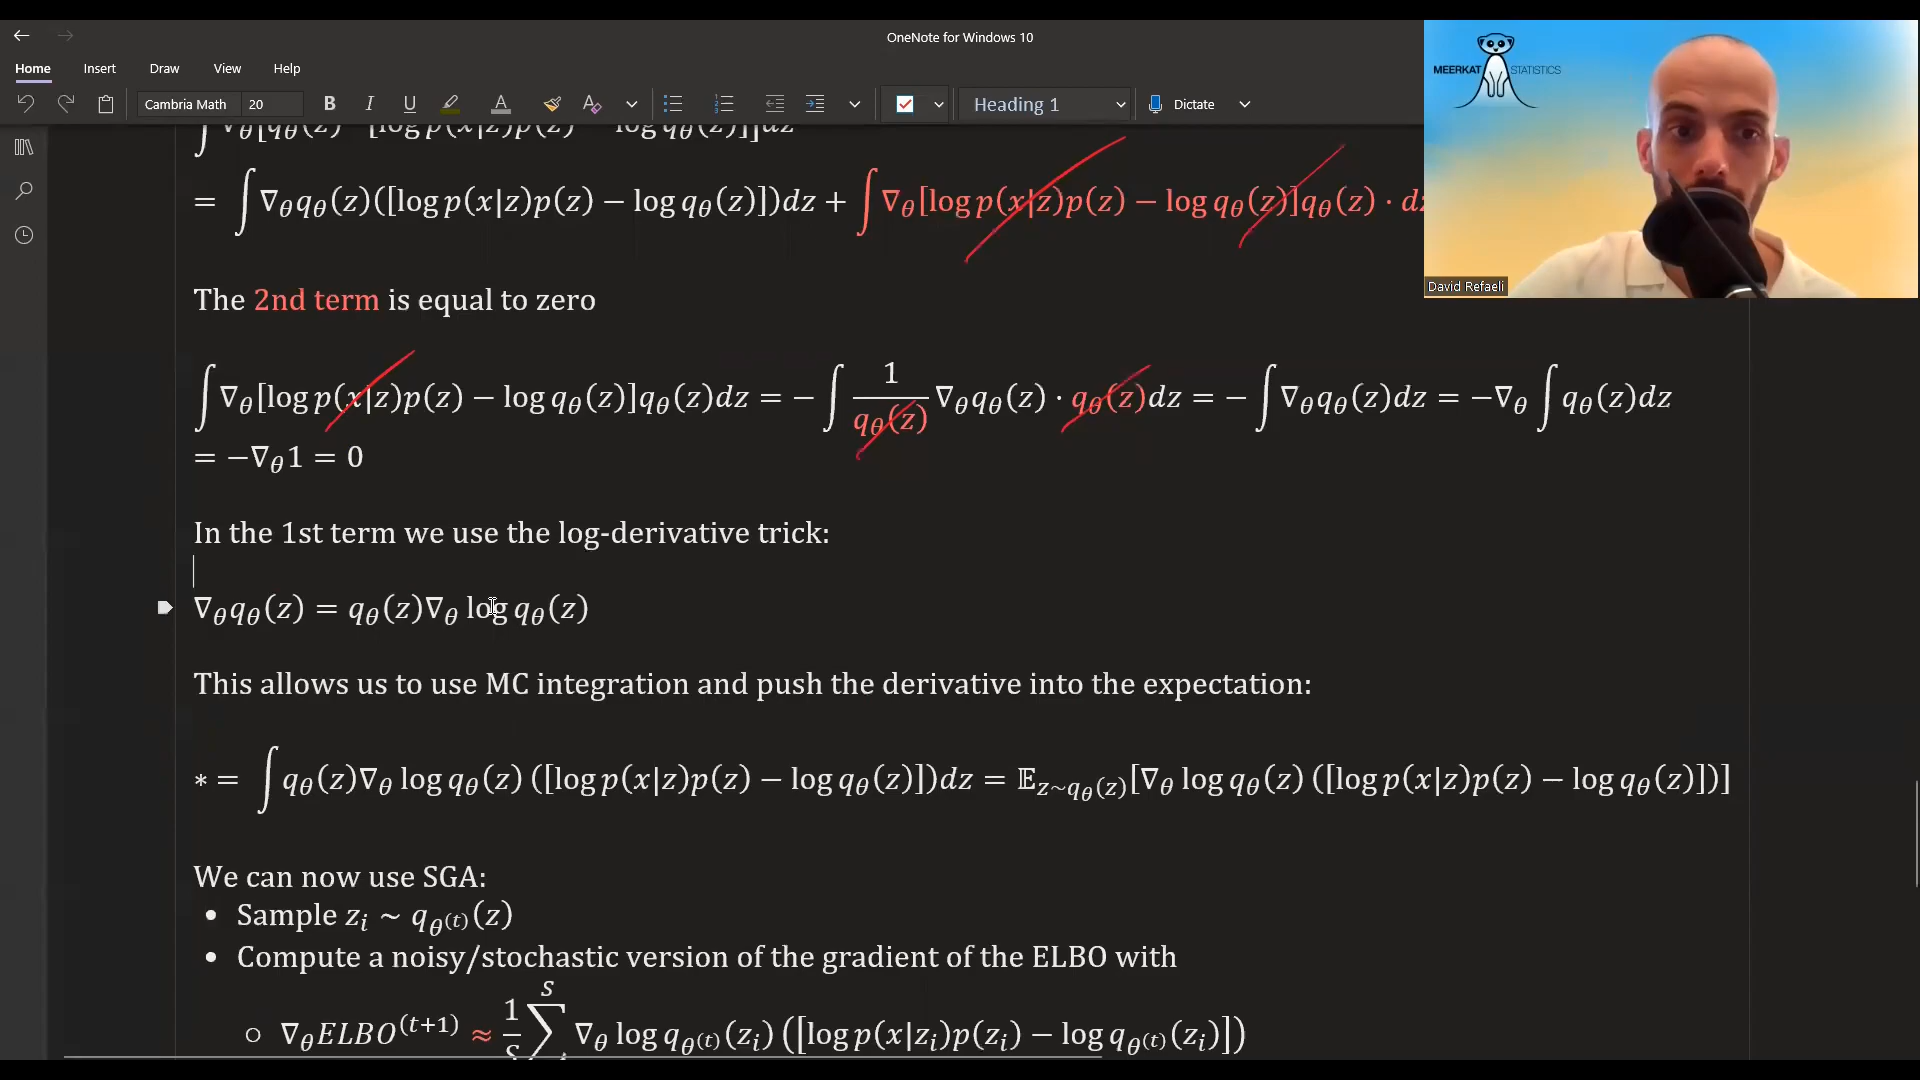 OneNote for Windows 10
Home Insert Draw View Help
Cambria Math 20 B I U A A Heading 1 Dictate
MEERKAT STATISTICS
David Refaeli
∫ ∇θ[qθ(z) · [log p(x|z)p(z) − log qθ(z)]]dz
= ∫ ∇θqθ(z)([log p(x|z)p(z) − log qθ(z)])dz + ∫ ∇θ[log p(x|z)p(z) − log qθ(z)]qθ(z) · dz
The 2nd term is equal to zero
∫ ∇θ[log p(x|z)p(z) − log qθ(z)]qθ(z)dz = − ∫ 1/qθ(z) ∇θqθ(z) · qθ(z)dz = − ∫ ∇θqθ(z)dz = −∇θ ∫ qθ(z)dz
= −∇θ1 = 0
In the 1st term we use the log-derivative trick:
∇θqθ(z) = qθ(z)∇θ log qθ(z)
This allows us to use MC integration and push the derivative into the expectation:
∗ = ∫ qθ(z)∇θ log qθ(z) ([log p(x|z)p(z) − log qθ(z)])dz = 𝔼z~qθ(z)[∇θ log qθ(z) ([log p(x|z)p(z) − log qθ(z)])]
We can now use SGA:
• Sample zi ~ qθ(t)(z)
• Compute a noisy/stochastic version of the gradient of the ELBO with
○ ∇θELBO(t+1) ≈ 1/S ∑ S ∇θ log qθ(t)(zi) ([log p(x|zi)p(zi) − log qθ(t)(zi)])